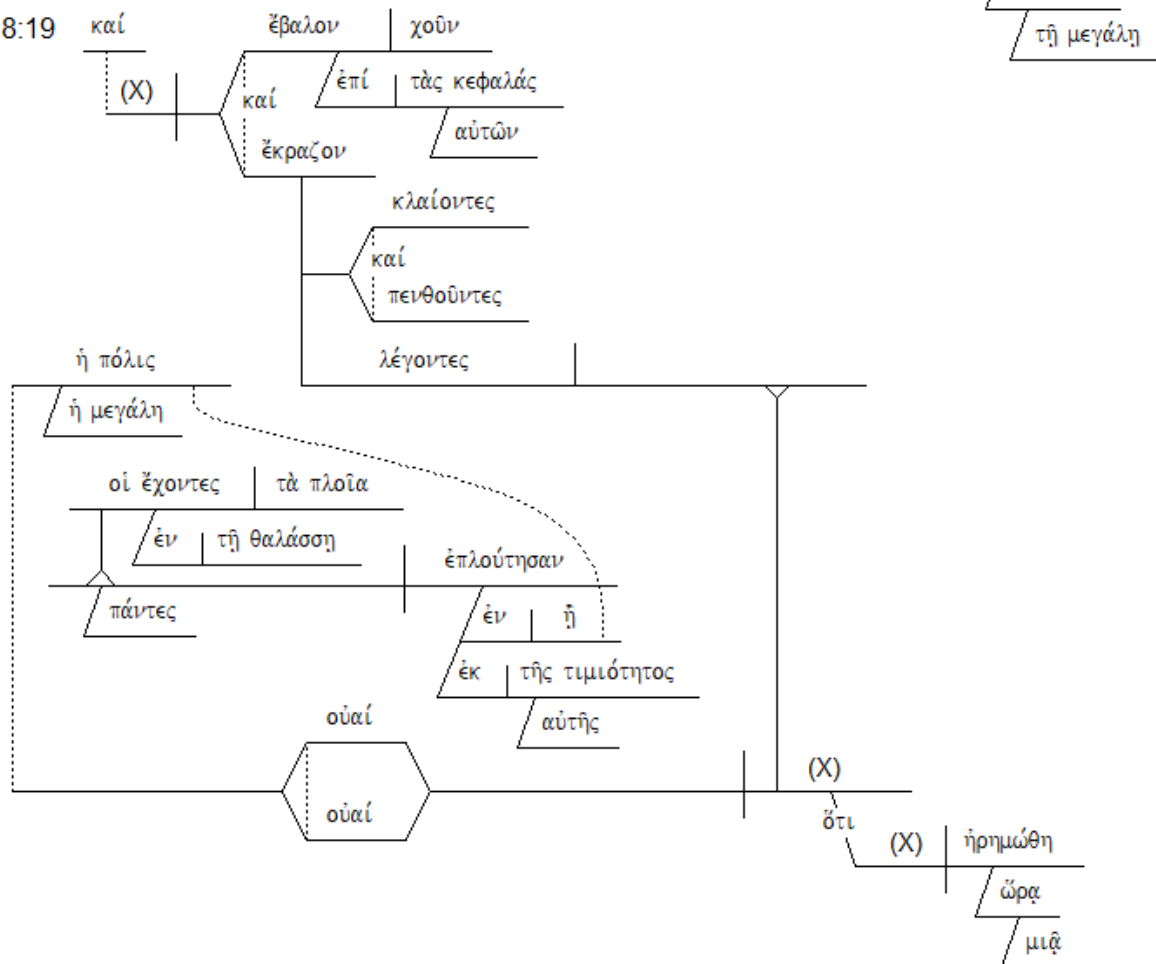 8:19 καί ἔβαλον χοῦν
τῇ μεγάλῃ
(X) καί ἐπί τὰς κεφαλάς
αὐτῶν
ἔκραζον
κλαίοντες
καί
πενθοῦντες
ἡ πόλις λέγοντες
ἡ μεγάλη
οἱ ἔχοντες τὰ πλοῖα
ἐν τῇ θαλάσσῃ
ἐπλούτησαν
πάντες
ἐν ᾗ
ἐκ τῆς τιμιότητος
αὐτῆς
οὐαί
(X)
οὐαί
ὅτι
(X) ἠρημώθη
ὥρᾳ
μιᾷ